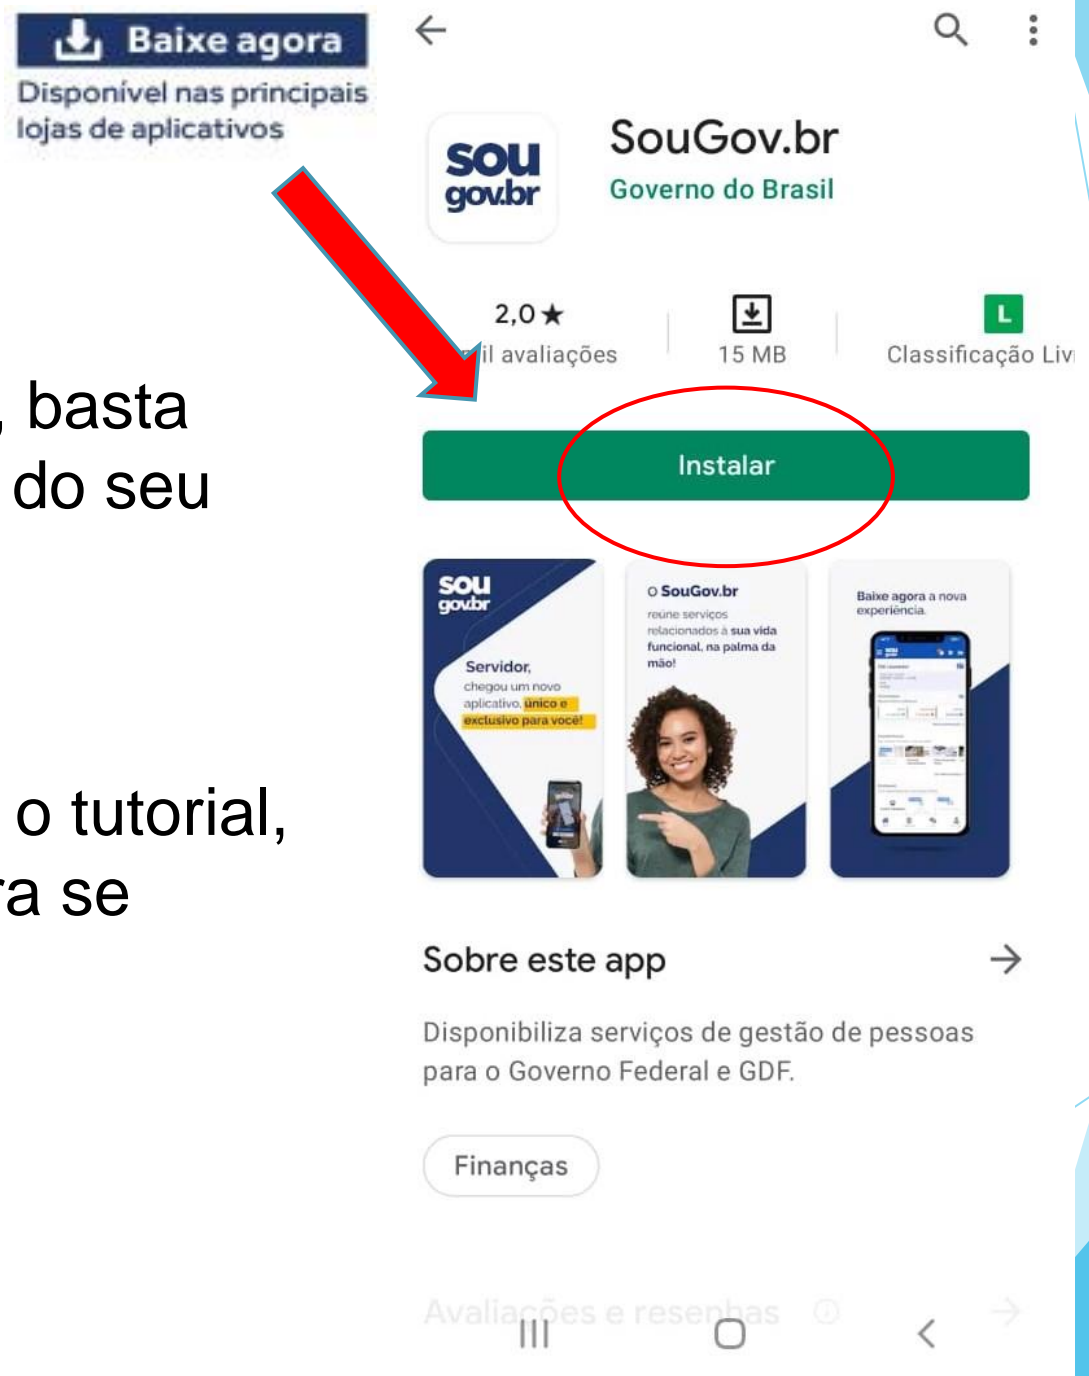 Baixe agora
Disponível nas principais
lojas de aplicativos
, basta
do seu
o tutorial,
ra se
sou
gov.br
SouGov.br
Governo do Brasil
2,0 ★
mil avaliações
15 MB
L
Classificação Liv
Instalar
sou
gov.br
Servidor,
chegou um novo
aplicativo, único e
exclusivo para você!
O SouGov.br
reúne serviços
relacionados à sua vida
funcional, na palma da
mão!
Baixe agora a nova
experiência.
Sobre este app
Disponibiliza serviços de gestão de pessoas
para o Governo Federal e GDF.
Finanças
Avaliações e resenhas